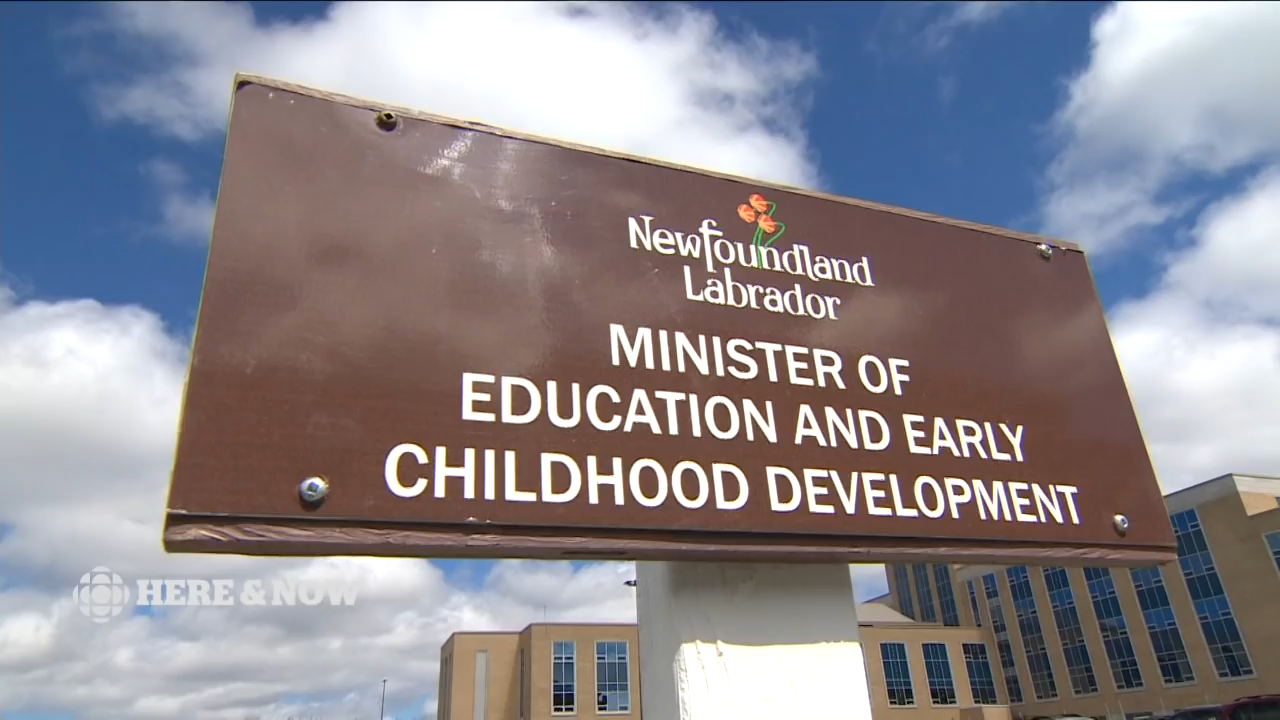 Newfoundland
Labrador
MINISTER OF
EDUCATION AND EARLY
CHILDHOOD DEVELOPMENT
HERE & NOW